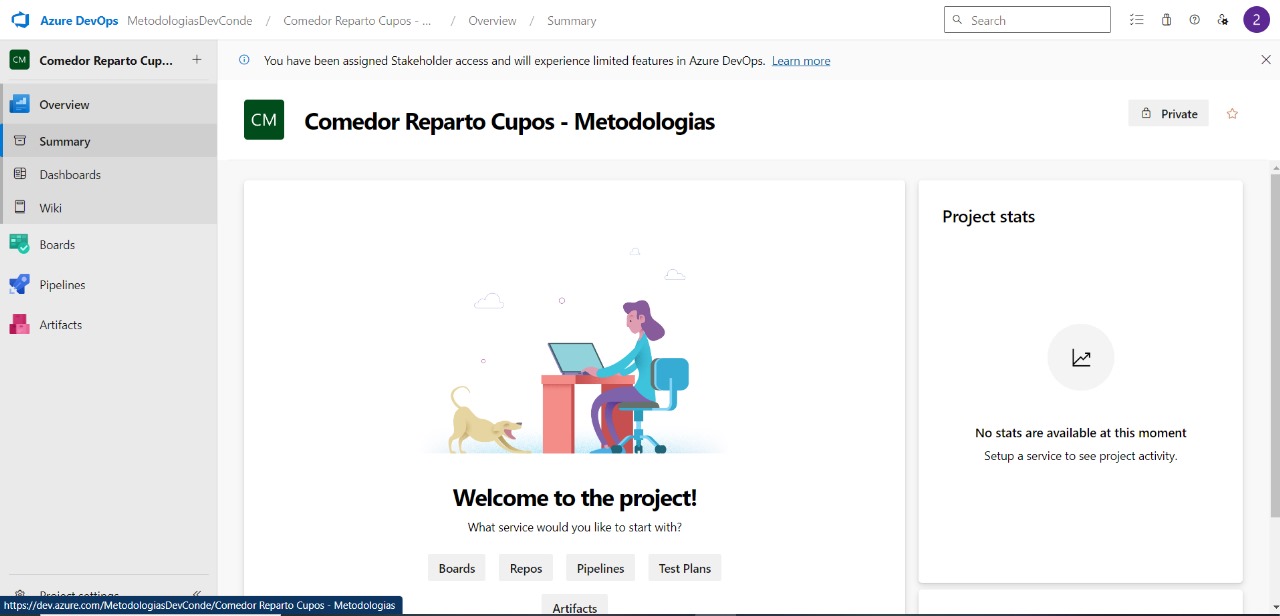 Azure DevOps MetodologiasDevConde / Comedor Reparto Cupos - ... / Overview / Summary
Search
2
CM Comedor Reparto Cup... +
You have been assigned Stakeholder access and will experience limited features in Azure DevOps. Learn more
Overview
Summary
Dashboards
Wiki
Boards
Pipelines
Artifacts
Project settings
CM Comedor Reparto Cupos - Metodologias
Private
Welcome to the project!
What service would you like to start with?
Boards Repos Pipelines Test Plans
Artifacts
Project stats
No stats are available at this moment
Setup a service to see project activity.
https://dev.azure.com/MetodologiasDevConde/Comedor Reparto Cupos - Metodologias